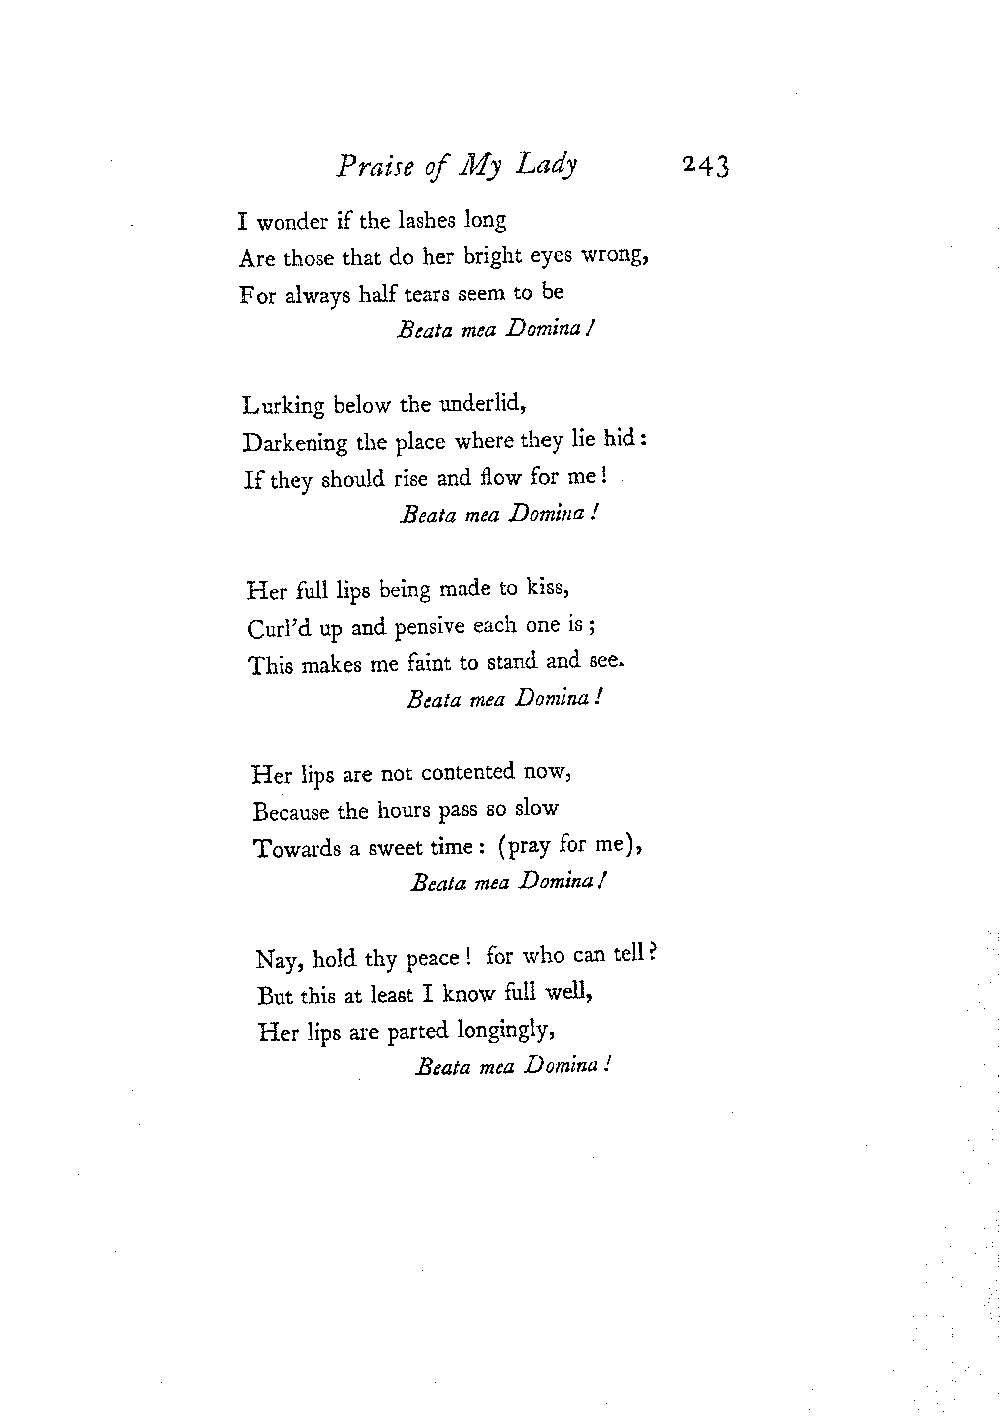 Praise of My Lady 243
I wonder if the lashes long
Are those that do her bright eyes wrong,
For always half tears seem to be
Beata mea Domina!
Lurking below the underlid,
Darkening the place where they lie hid:
If they should rise and flow for me!
Beata mea Domina!
Her full lips being made to kiss,
Curl'd up and pensive each one is;
This makes me faint to stand and see.
Beata mea Domina!
Her lips are not contented now,
Because the hours pass so slow
Towards a sweet time: (pray for me),
Beata mea Domina!
Nay, hold thy peace! for who can tell?
But this at least I know full well,
Her lips are parted longingly,
Beata mea Domina!